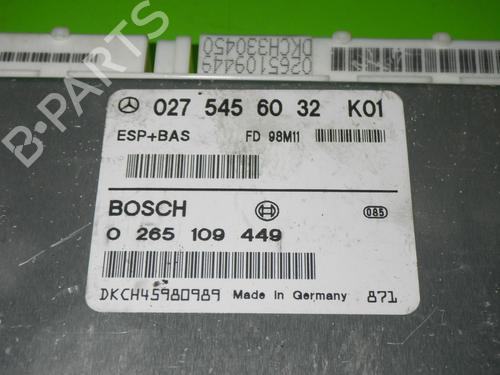 0265109449
DKCH330450
027 545 60 32 K01
ESP+BAS FD 98M11
BOSCH 085
0 265 109 449
DKCH45980989 Made in Germany 871
B-PARTS